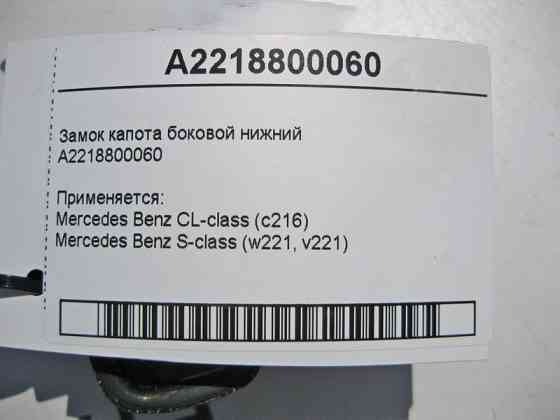 A2218800060
Замок капота боковой нижний
A2218800060
Применяется:
Mercedes Benz CL-class (c216)
Mercedes Benz S-class (w221, v221)